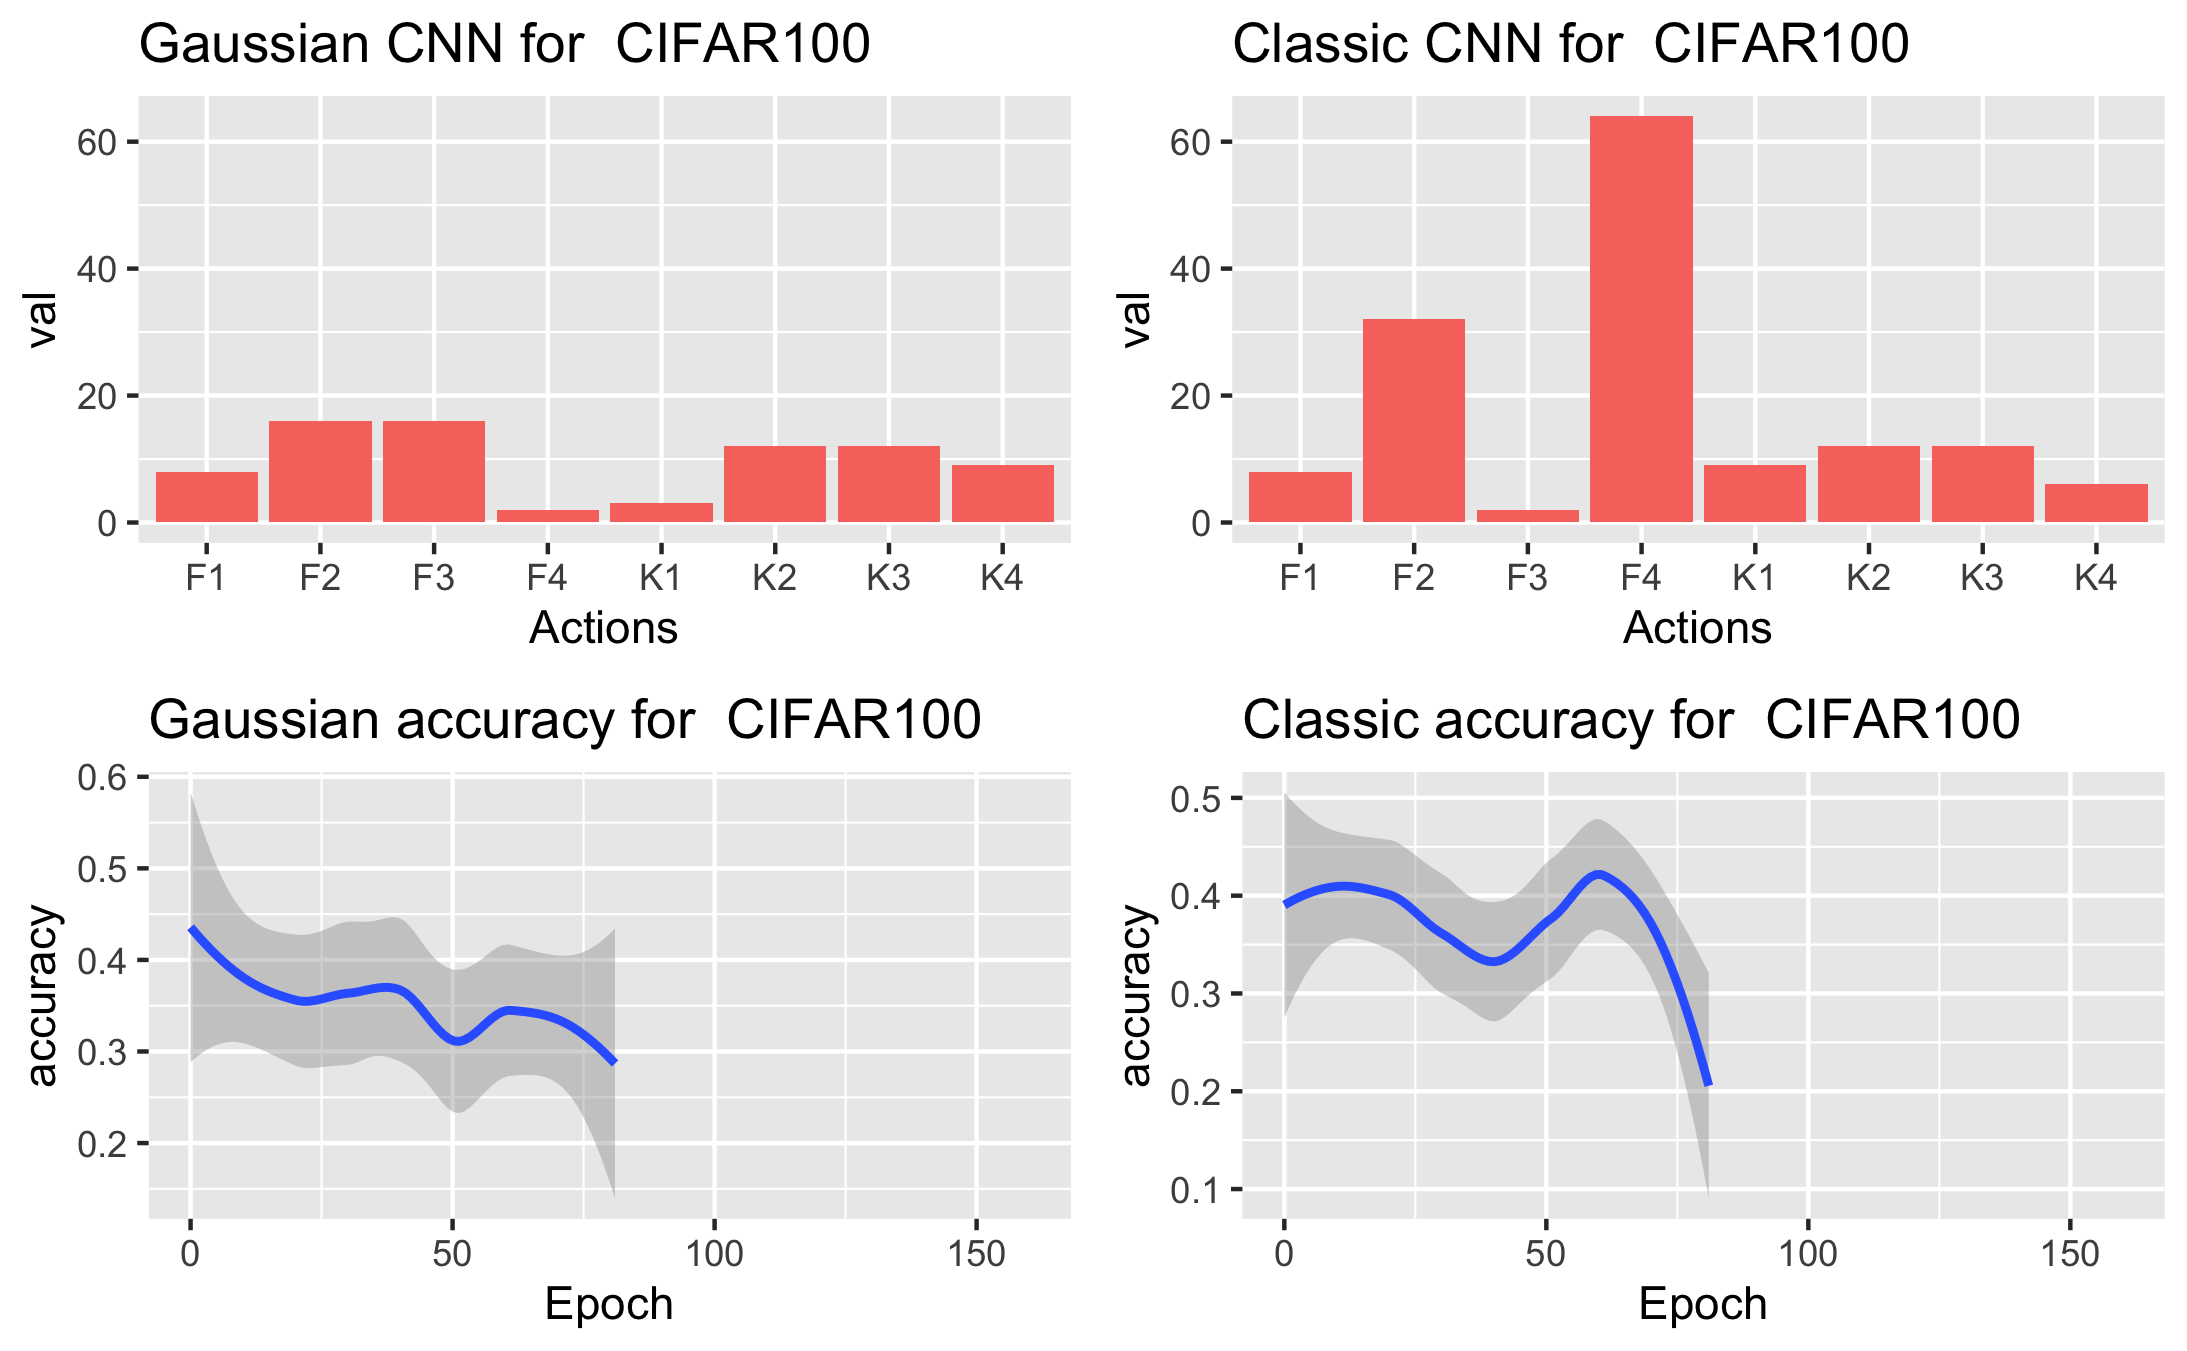 Gaussian CNN for  CIFAR100
60
40
20
0
val
F1 F2 F3 F4 K1 K2 K3 K4
Actions
Classic CNN for  CIFAR100
60
40
20
0
val
F1 F2 F3 F4 K1 K2 K3 K4
Actions
Gaussian accuracy for  CIFAR100
0.6
0.5
0.4
0.3
0.2
accuracy
0 50 100 150
Epoch
Classic accuracy for  CIFAR100
0.5
0.4
0.3
0.2
0.1
accuracy
0 50 100 150
Epoch